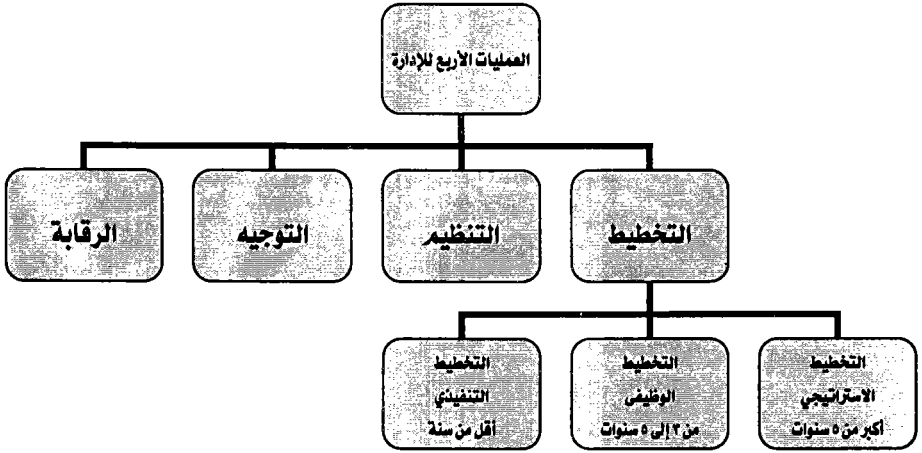 العمليات الأربع للإدارة
التخطيط
التنظيم
التوجيه
الرقابة
التخطيط
الاستراتيجي
أكبر من ٥ سنوات
التخطيط
الوظيفى
من ٣ إلى ٥ سنوات
التخطيط
التنفيذي
أقل من سنة